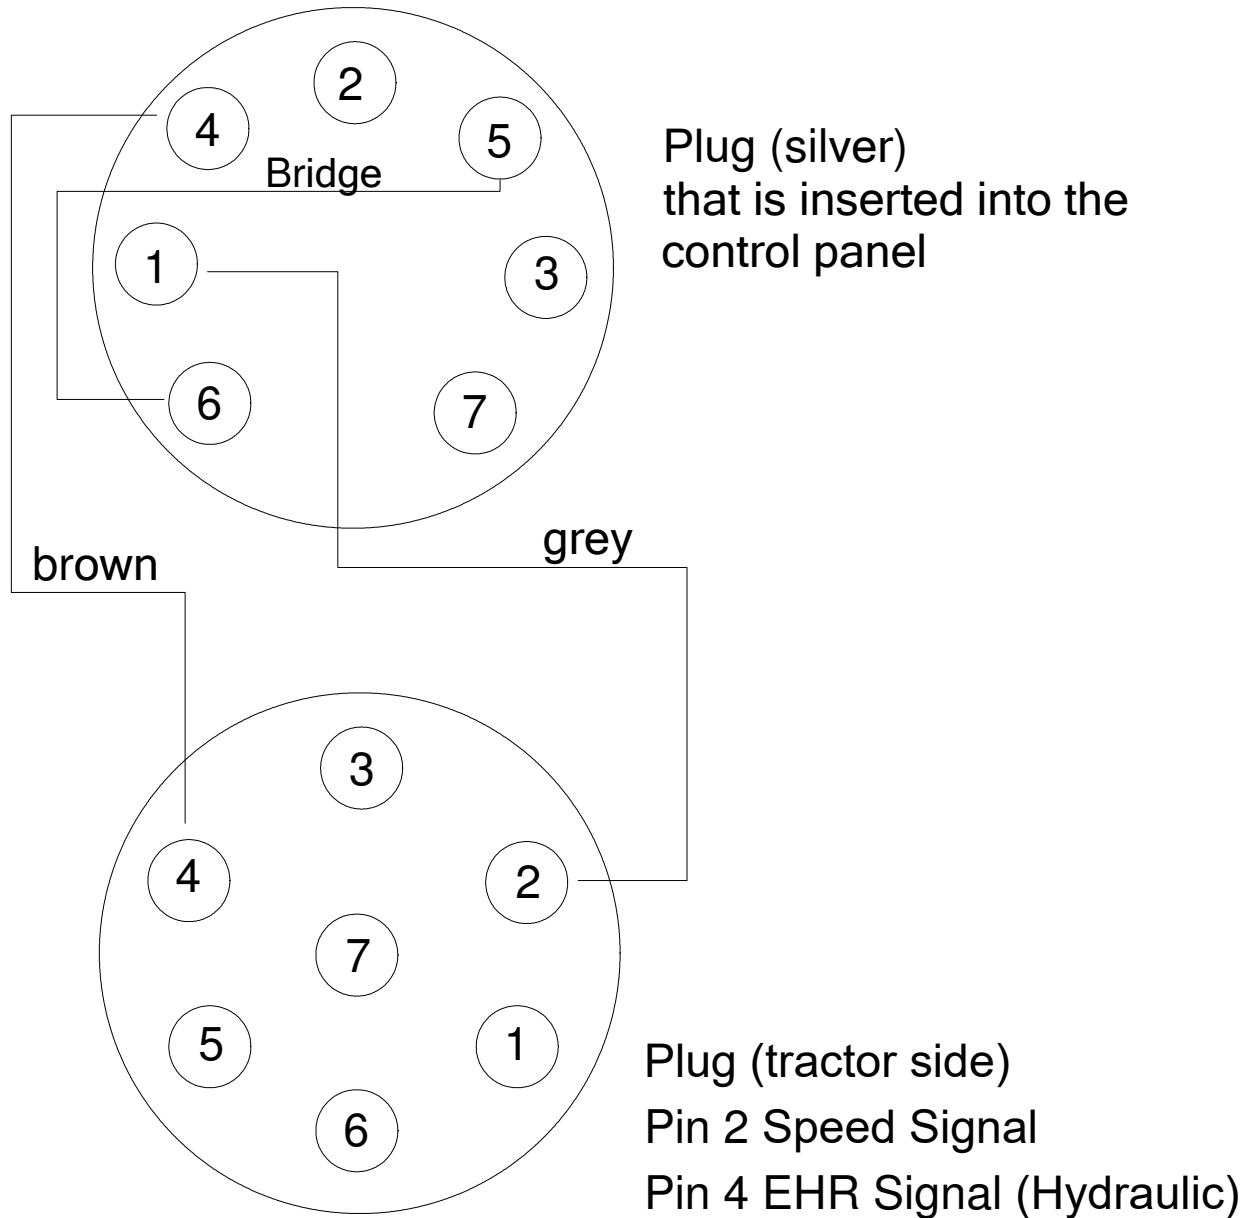 2
4
5
Bridge
Plug (silver)
that is inserted into the
control panel
1
3
6
7
grey
brown
3
4
2
7
5
1
6
Plug (tractor side)
Pin 2 Speed Signal
Pin 4 EHR Signal (Hydraulic)